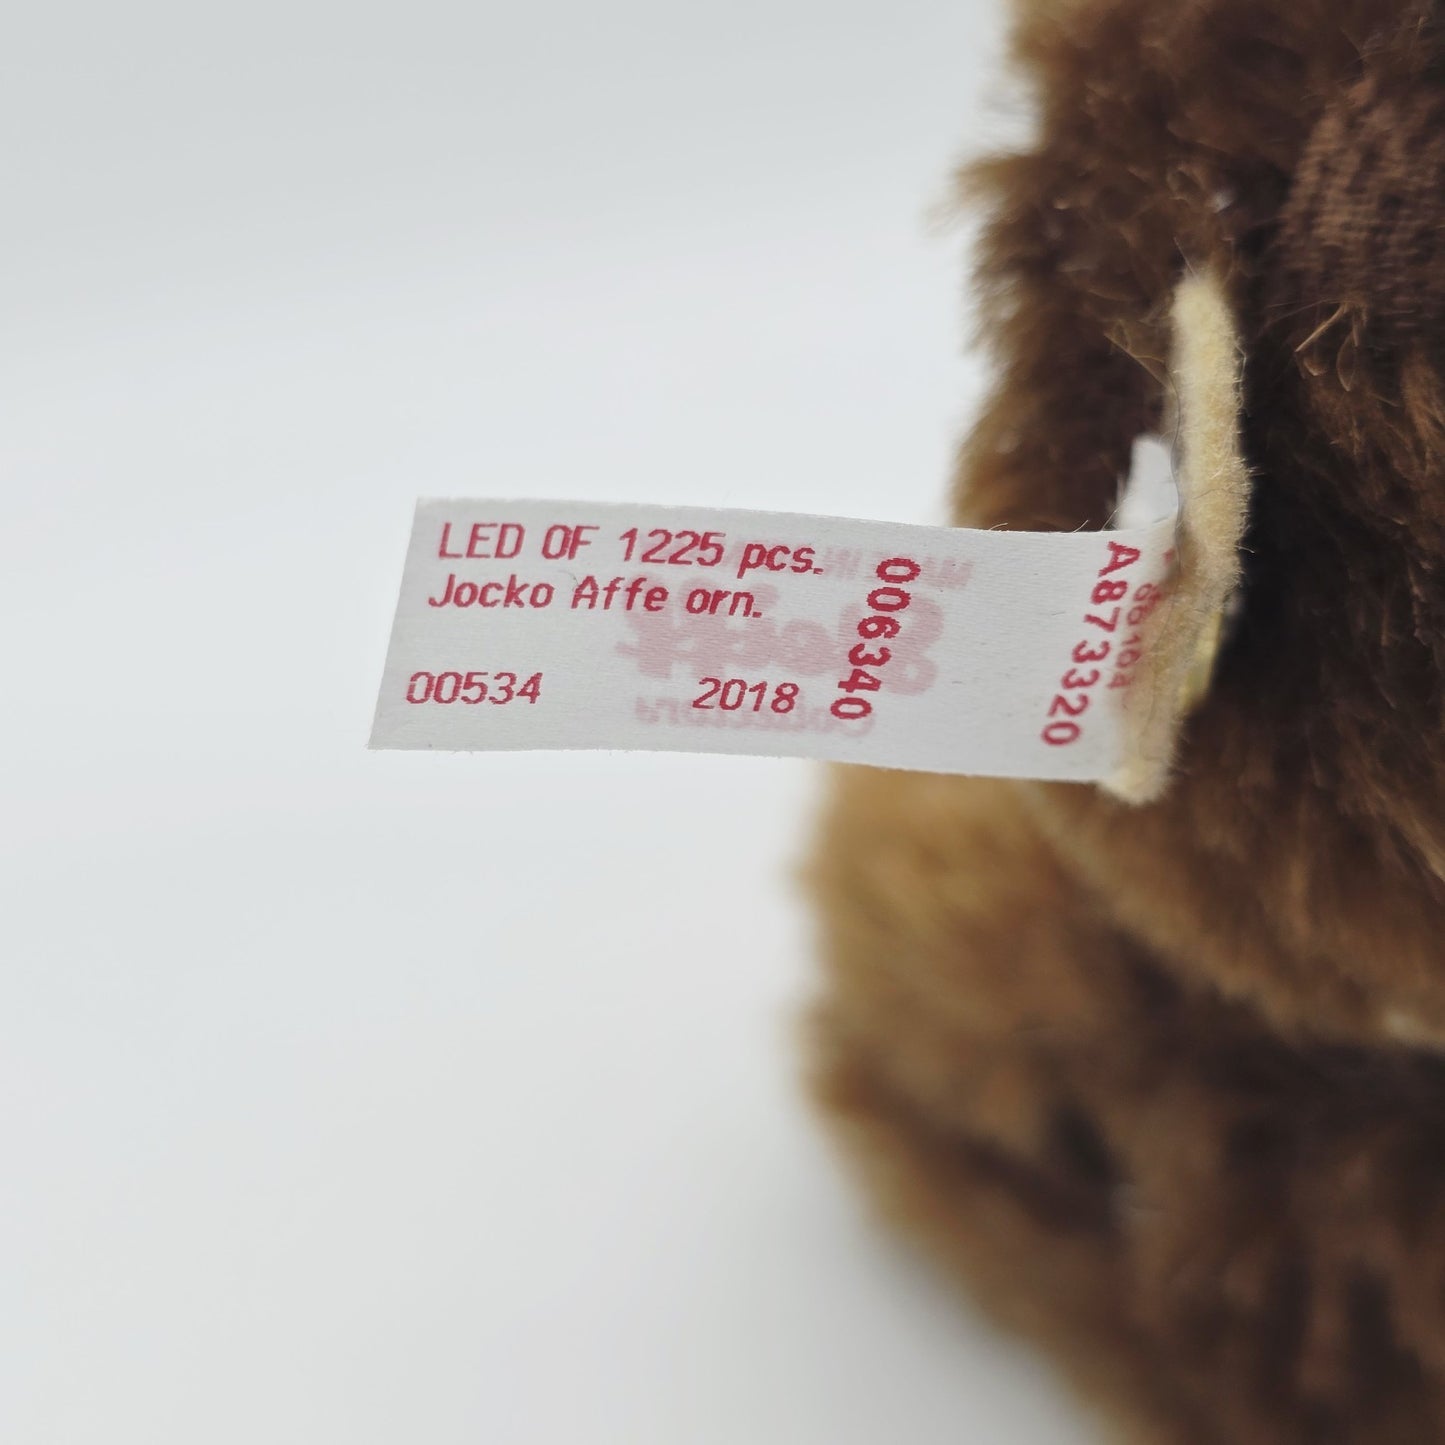 LED OF 1225 pcs.
Jocko Affe orn.
00534 2018
006340
A873320